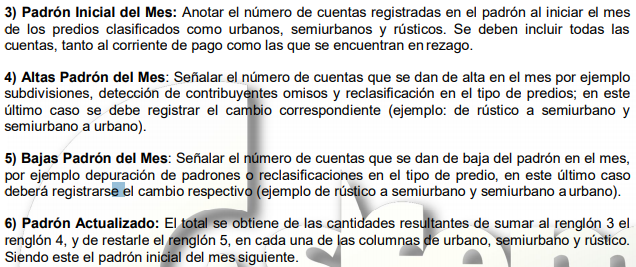 3) Padrón Inicial del Mes: Anotar el número de cuentas registradas en el padrón al iniciar el mes
de los predios clasificados como urbanos, semiurbanos y rústicos. Se deben incluir todas las
cuentas, tanto al corriente de pago como las que se encuentran en rezago.
4) Altas Padrón del Mes: Señalar el número de cuentas que se dan de alta en el mes por ejemplo
subdivisiones, detección de contribuyentes omisos y reclasificación en el tipo de predios; en este
último caso se debe registrar el cambio correspondiente (ejemplo: de rústico a semiurbano y
semiurbano a urbano).
5) Bajas Padrón del Mes: Señalar el número de cuentas que se dan de baja del padrón en el mes,
por ejemplo depuración de padrones o reclasificaciones en el tipo de predio, en este último caso
deberá registrarse el cambio respectivo (ejemplo de rústico a semiurbano y semiurbano a urbano).
6) Padrón Actualizado: El total se obtiene de las cantidades resultantes de sumar al renglón 3 el
renglón 4, y de restarle el renglón 5, en cada una de las columnas de urbano, semiurbano y rústico.
Siendo este el padrón inicial del mes siguiente.